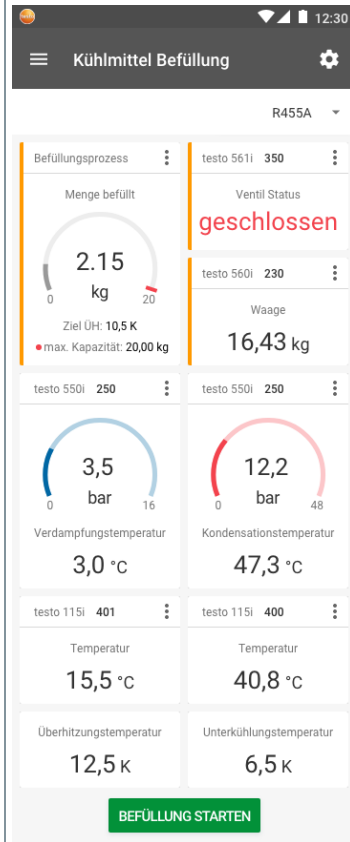 testo 12:30
Kühlmittel Befüllung
R455A
Befüllungsprozess
Menge befüllt
2.15
kg
0 20
Ziel ÜH: 10,5 K
max. Kapazität: 20,00 kg
testo 561i 350
Ventil Status
geschlossen
testo 560i 230
Waage
16,43 kg
testo 550i 250
3,5
bar
0 16
Verdampfungstemperatur
3,0 °C
testo 550i 250
12,2
bar
0 48
Kondensationstemperatur
47,3 °C
testo 115i 401
Temperatur
15,5 °C
testo 115i 400
Temperatur
40,8 °C
Überhitzungstemperatur
12,5 K
Unterkühlungstemperatur
6,5 K
BEFÜLLUNG STARTEN